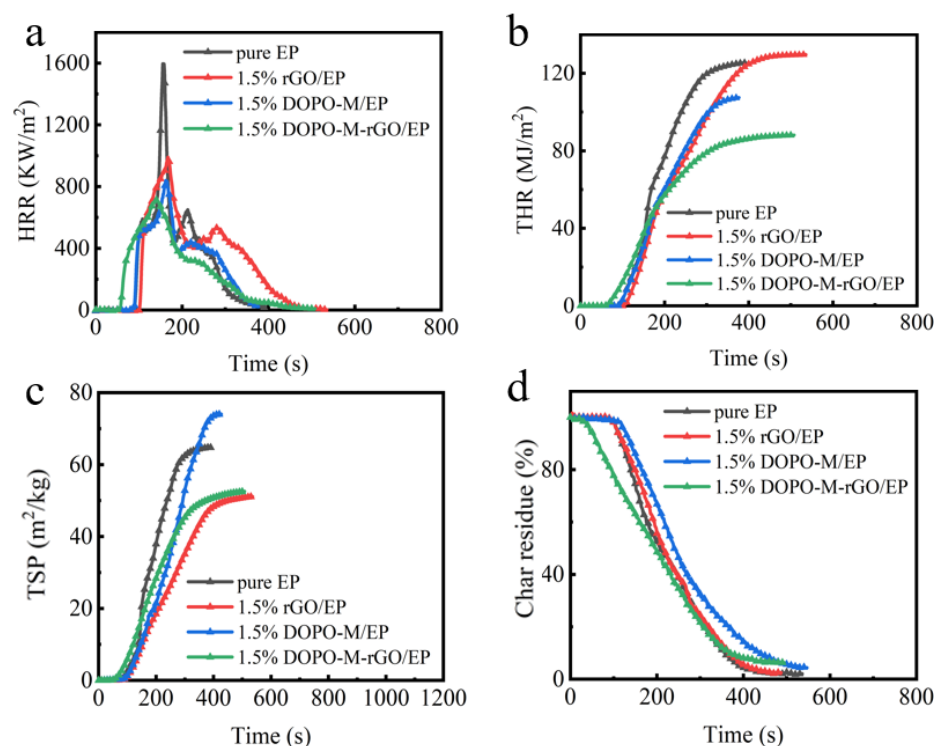 a
HRR (KW/m²)
1600
1200
800
400
0
pure EP
1.5% rGO/EP
1.5% DOPO-M/EP
1.5% DOPO-M-rGO/EP
0 200 400 600 800
Time (s)
b
THR (MJ/m²)
120
80
40
0
pure EP
1.5% rGO/EP
1.5% DOPO-M/EP
1.5% DOPO-M-rGO/EP
0 200 400 600 800
Time (s)
c
TSP (m²/kg)
80
60
40
20
0
pure EP
1.5% rGO/EP
1.5% DOPO-M/EP
1.5% DOPO-M-rGO/EP
0 200 400 600 800 1000 1200
Time (s)
d
Char residue (%)
80
40
0
pure EP
1.5% rGO/EP
1.5% DOPO-M/EP
1.5% DOPO-M-rGO/EP
0 200 400 600 800
Time (s)